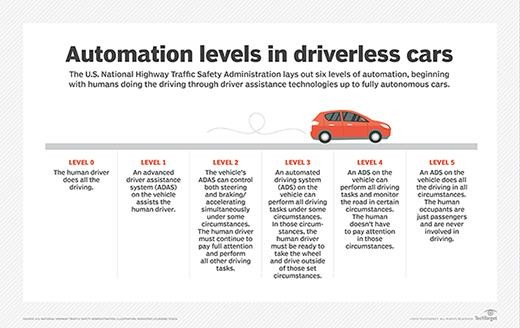 Automation levels in driverless cars
The U.S. National Highway Traffic Safety Administration lays out six levels of automation, beginning
with humans doing the driving through driver assistance technologies up to fully autonomous cars.
LEVEL 0
The human driver
does all the
driving.
LEVEL 1
An advanced
driver assistance
system (ADAS)
on the vehicle
assists the
human driver.
LEVEL 2
The vehicle's
ADAS can control
both steering
and braking/
accelerating
simultaneously
under some
circumstances.
The human driver
must continue to
pay full attention
and perform
all other driving
tasks.
LEVEL 3
An automated
driving system
(ADS) on the
vehicle can
perform all driving
tasks under some
circumstances.
In those circum-
stances, the
human driver
must be ready to
take the wheel
and drive outside
of those set
circumstances.
LEVEL 4
An ADS on the
vehicle can
perform all driving
tasks and monitor
the road in certain
circumstances.
The human
doesn't have
to pay attention
in those
circumstances.
LEVEL 5
An ADS on the
vehicle does all
the driving in all
circumstances.
The human
occupants are
just passengers
and are never
involved in
driving.
TechTarget